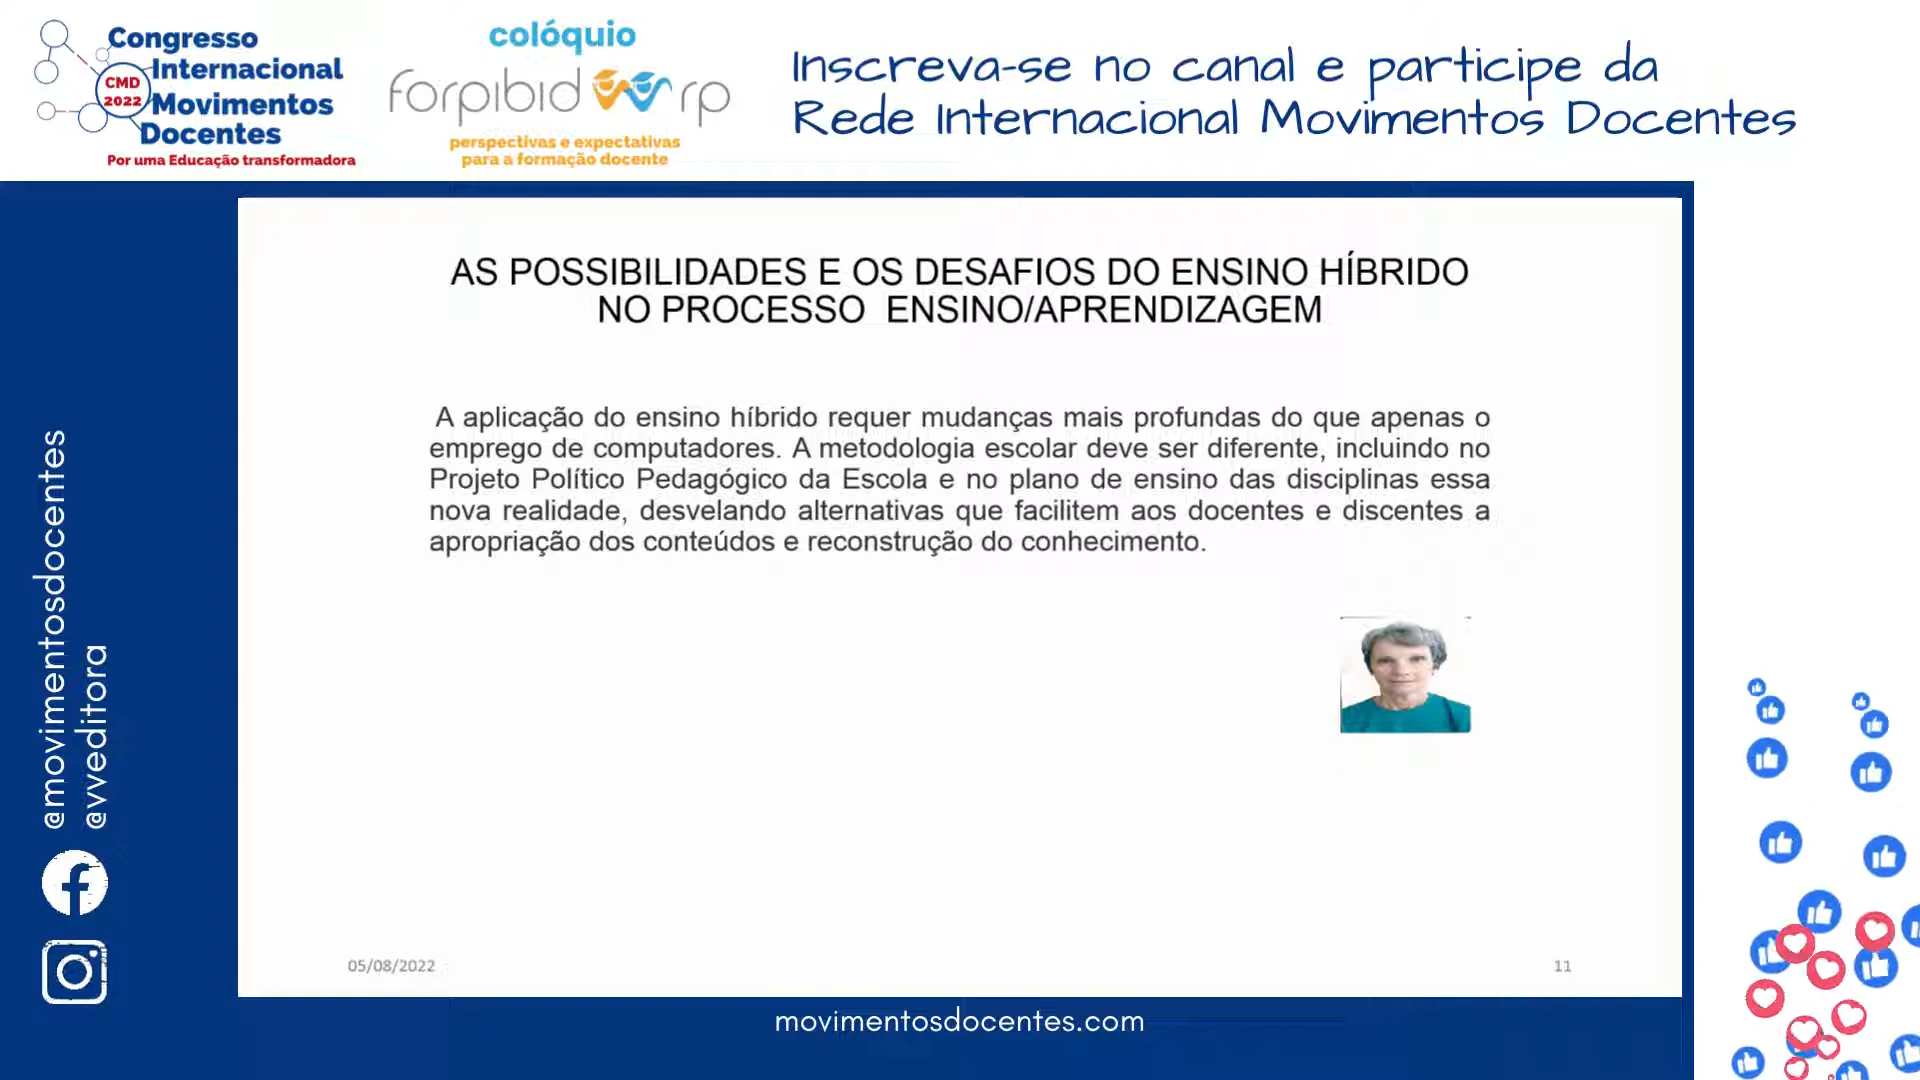 Congresso
Internacional
CMD
2022
Movimentos
Docentes
Por uma Educação transformadora
colóquio
forpibid rp
perspectivas e expectativas
para a formação docente
Inscreva-se no canal e participe da
Rede Internacional Movimentos Docentes
AS POSSIBILIDADES E OS DESAFIOS DO ENSINO HÍBRIDO
NO PROCESSO ENSINO/APRENDIZAGEM
A aplicação do ensino híbrido requer mudanças mais profundas do que apenas o
emprego de computadores. A metodologia escolar deve ser diferente, incluindo no
Projeto Político Pedagógico da Escola e no plano de ensino das disciplinas essa
nova realidade, desvelando alternativas que facilitem aos docentes e discentes a
apropriação dos conteúdos e reconstrução do conhecimento.
@movimentosdocentes
@vveditora
05/08/2022
11
movimentosdocentes.com